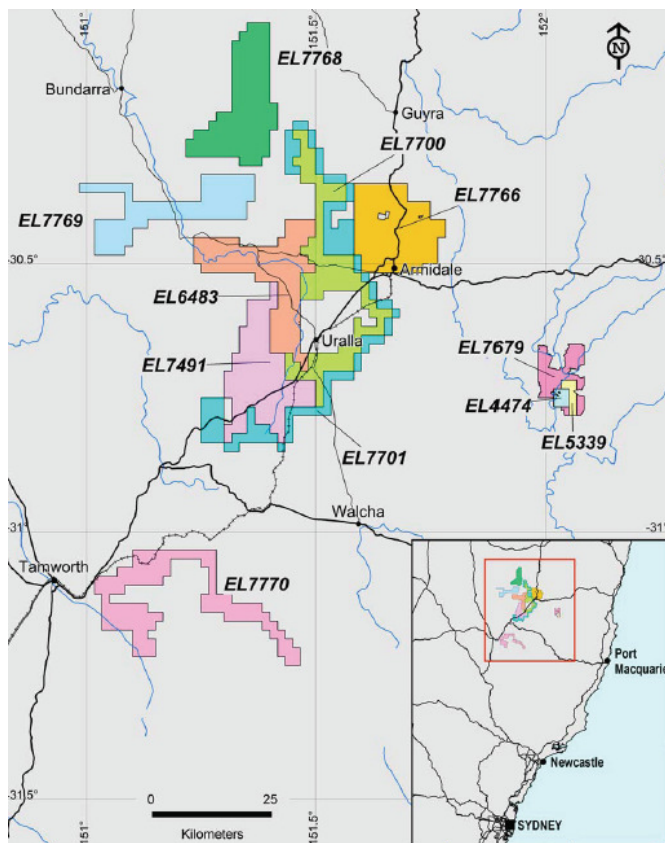 151°
151.5°
152°
N
EL7768
Bundarra
Guyra
EL7700
EL7766
EL7769
-30.5°
-30.5°
Armidale
EL6483
Uralla
EL7679
EL7491
EL4474
EL5339
EL7701
Walcha
-31°
-31°
Tamworth
EL7770
Port
Macquarie
Newcastle
-31.5°
0
25
Kilometers
151°
151.5°
SYDNEY